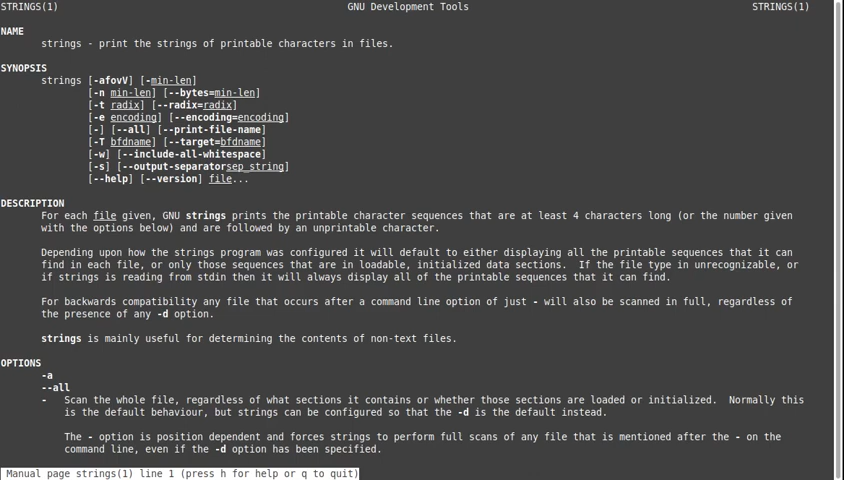 STRINGS(1) GNU Development Tools STRINGS(1)
NAME
strings - print the strings of printable characters in files.
SYNOPSIS
strings [-afovV] [-min-len]
[-n min-len] [--bytes=min-len]
[-t radix] [--radix=radix]
[-e encoding] [--encoding=encoding]
[-] [--all] [--print-file-name]
[-T bfdname] [--target=bfdname]
[-w] [--include-all-whitespace]
[-s] [--output-separatorsep_string]
[--help] [--version] file...
DESCRIPTION
For each file given, GNU strings prints the printable character sequences that are at least 4 characters long (or the number given
with the options below) and are followed by an unprintable character.
Depending upon how the strings program was configured it will default to either displaying all the printable sequences that it can
find in each file, or only those sequences that are in loadable, initialized data sections.  If the file type in unrecognizable, or
if strings is reading from stdin then it will always display all of the printable sequences that it can find.
For backwards compatibility any file that occurs after a command line option of just - will also be scanned in full, regardless of
the presence of any -d option.
strings is mainly useful for determining the contents of non-text files.
OPTIONS
-a
--all
- Scan the whole file, regardless of what sections it contains or whether those sections are loaded or initialized.  Normally this
is the default behaviour, but strings can be configured so that the -d is the default instead.
The - option is position dependent and forces strings to perform full scans of any file that is mentioned after the - on the
command line, even if the -d option has been specified.
Manual page strings(1) line 1 (press h for help or q to quit)